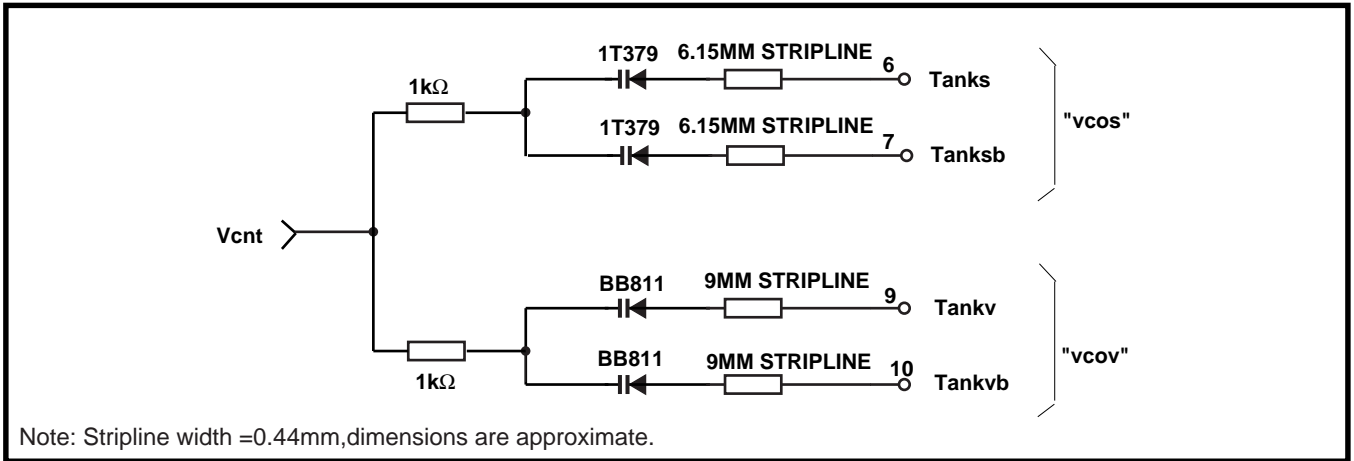 1T379 6.15MM STRIPLINE
6
1kΩ
Tanks
1T379 6.15MM STRIPLINE
7
Tanksb
"vcos"
Vcnt
BB811 9MM STRIPLINE
9
Tankv
BB811 9MM STRIPLINE
10
Tankvb
1kΩ
"vcov"
Note: Stripline width =0.44mm,dimensions are approximate.